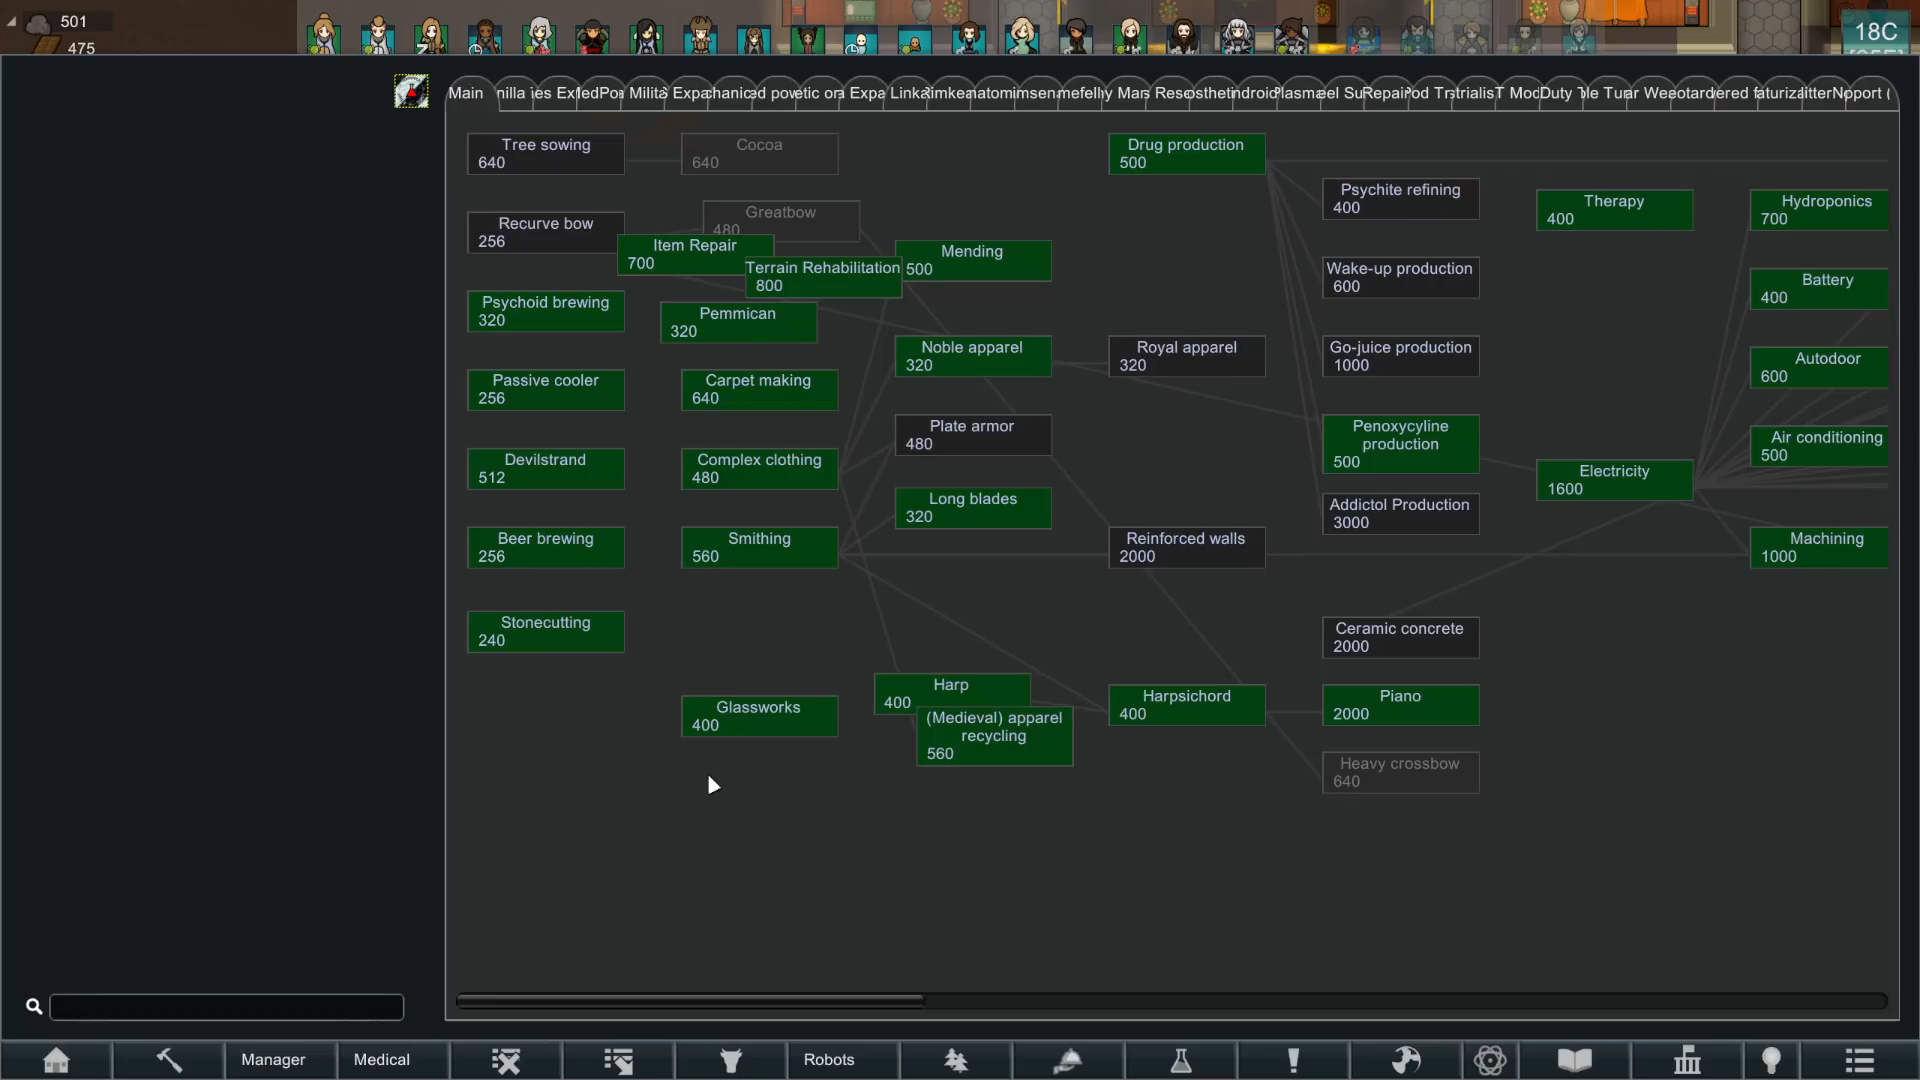 501
475
18C
Main
Tree sowing
640
Cocoa
640
Drug production
500
Psychite refining
400
Therapy
400
Hydroponics
700
Recurve bow
256
Greatbow
480
Item Repair
700
Terrain Rehabilitation
800
Mending
500
Wake-up production
600
Battery
400
Psychoid brewing
320
Pemmican
320
Noble apparel
320
Royal apparel
320
Go-juice production
1000
Autodoor
600
Passive cooler
256
Carpet making
640
Plate armor
480
Penoxycyline
production
500
Air conditioning
500
Devilstrand
512
Complex clothing
480
Long blades
320
Electricity
1600
Addictol Production
3000
Beer brewing
256
Smithing
560
Reinforced walls
2000
Machining
1000
Stonecutting
240
Ceramic concrete
2000
Glassworks
400
Harp
400
(Medieval) apparel
recycling
560
Harpsichord
400
Piano
2000
Heavy crossbow
640
Manager
Medical
Robots